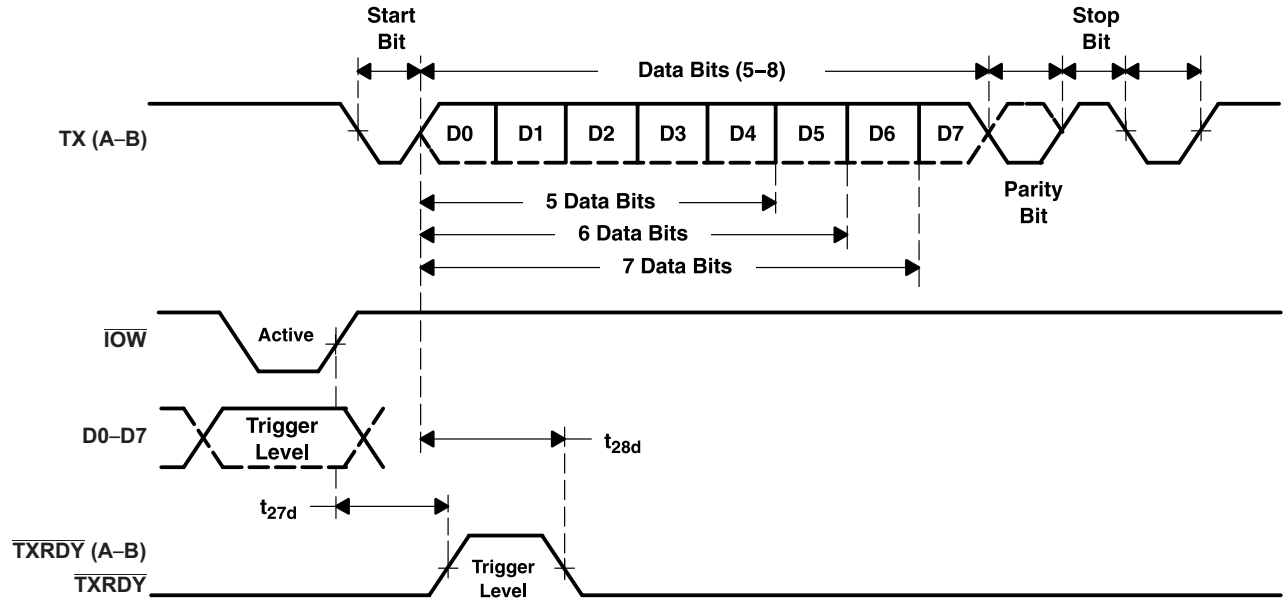 Start
Bit
Data Bits (5–8)
Stop
Bit
TX (A–B)
D0 D1 D2 D3 D4 D5 D6 D7
Parity
Bit
5 Data Bits
6 Data Bits
7 Data Bits
IOW
Active
D0–D7
Trigger
Level
t28d
t27d
TXRDY (A–B)
TXRDY
Trigger
Level